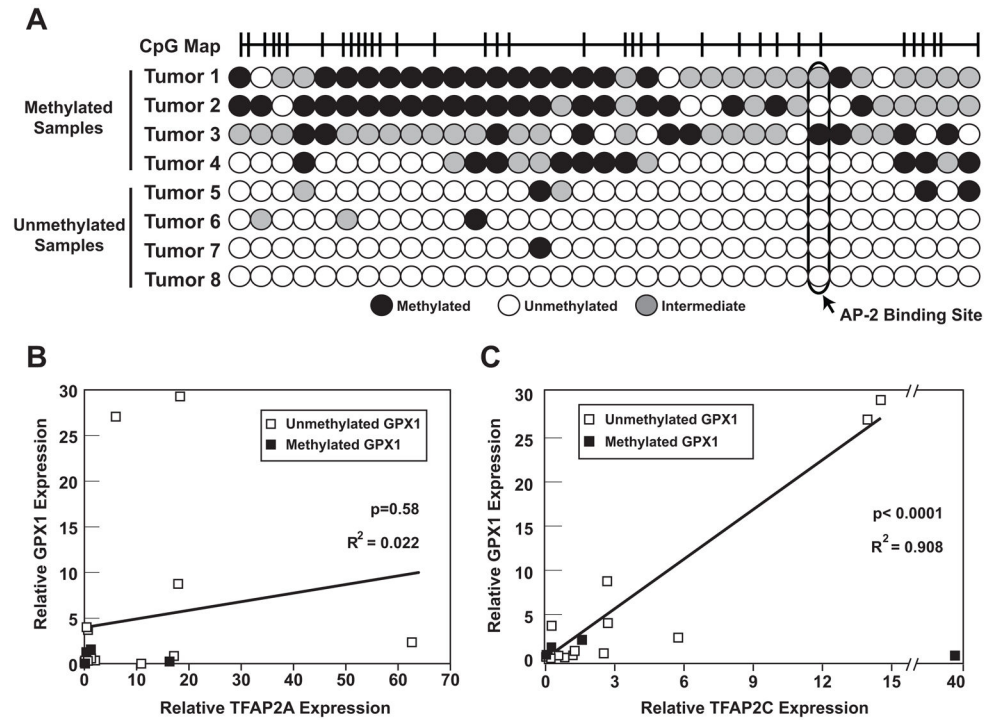 A
CpG Map
Tumor 1
Tumor 2
Tumor 3
Tumor 4
Tumor 5
Tumor 6
Tumor 7
Tumor 8
Methylated
Samples
Unmethylated
Samples
Methylated
Unmethylated
Intermediate
AP-2 Binding Site
B
Relative GPX1 Expression
30
25
20
15
10
5
0
Unmethylated GPX1
Methylated GPX1
p=0.58
R2 = 0.022
0 10 20 30 40 50 60 70
Relative TFAP2A Expression
C
Relative GPX1 Expression
30
25
20
15
10
5
0
Unmethylated GPX1
Methylated GPX1
p< 0.0001
R2 = 0.908
0 3 6 9 12 15 40
Relative TFAP2C Expression